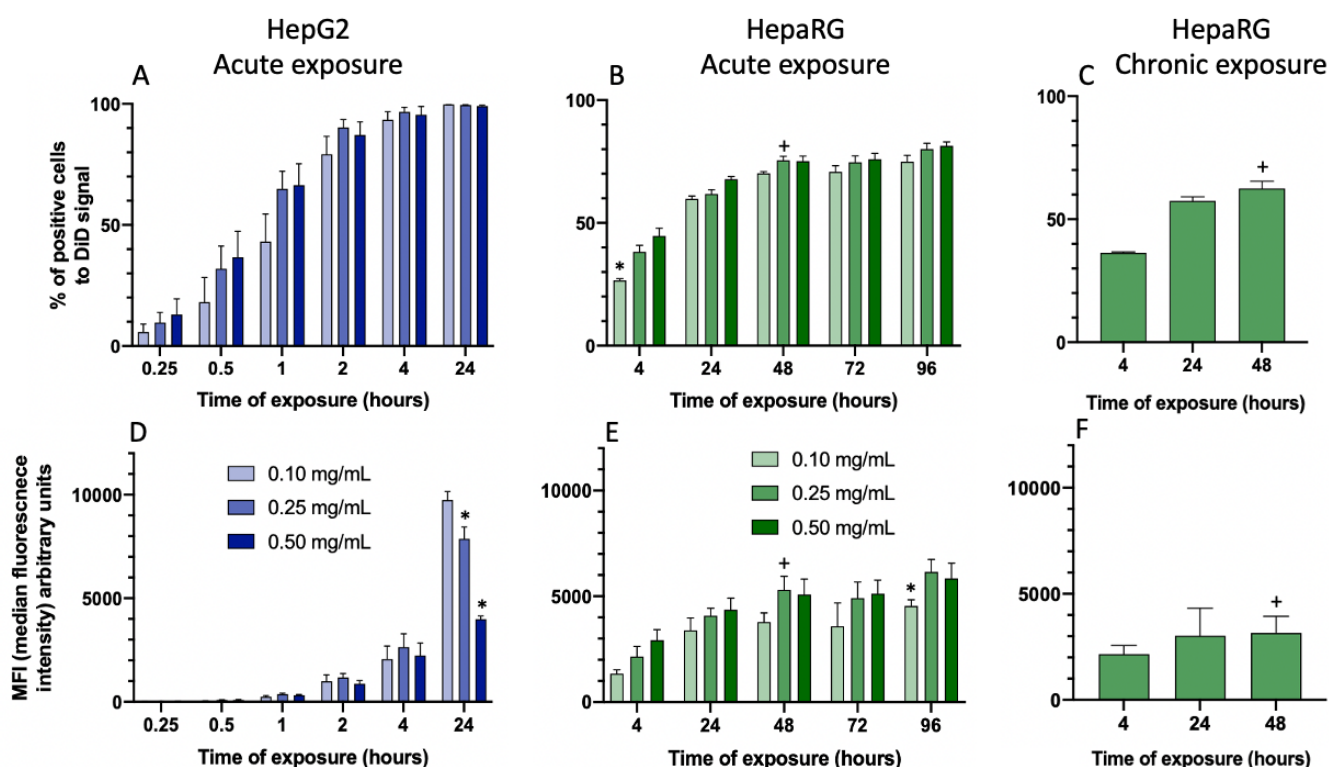 HepG2
Acute exposure
HepaRG
Acute exposure
HepaRG
Chronic exposure
A
% of positive cells
to DiD signal
100
50
0
0.25 0.5 1 2 4 24
Time of exposure (hours)
B
100
50
0
*
+
4 24 48 72 96
Time of exposure (hours)
C
100
50
0
+
4 24 48
Time of exposure (hours)
D
MFI (median fluorescnece
intensity) arbitrary units
10000
5000
0
0.10 mg/mL
0.25 mg/mL
0.50 mg/mL
*
*
0.25 0.5 1 2 4 24
Time of exposure (hours)
E
10000
5000
0
0.10 mg/mL
0.25 mg/mL
0.50 mg/mL
+
*
4 24 48 72 96
Time of exposure (hours)
F
10000
5000
0
+
4 24 48
Time of exposure (hours)